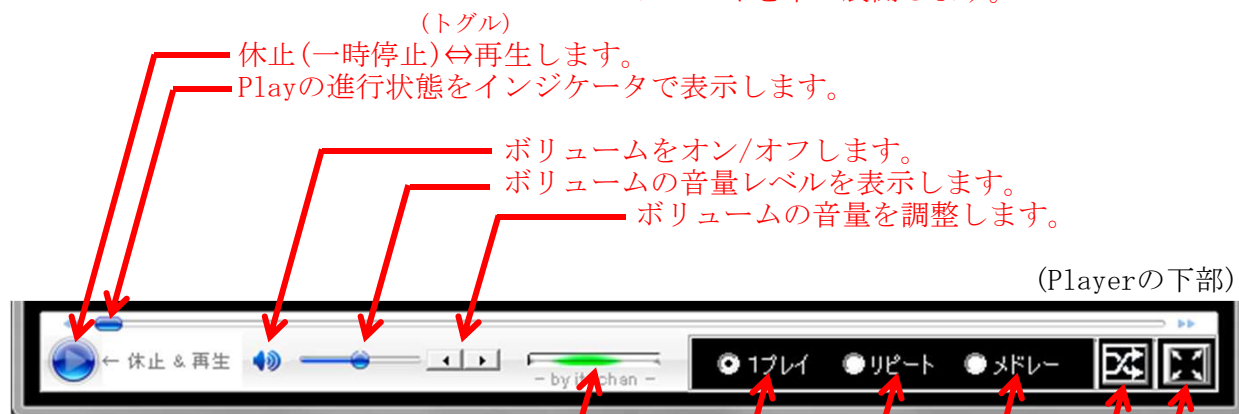 (トグル)
休止(一時停止)⇔再生します。
Playの進行状態をインジケータで表示します。
ボリュームをオン/オフします。
ボリュームの音量レベルを表示します。
ボリュームの音量を調整します。
(Playerの下部)
← 休止 & 再生
1プレイ リピート メドレー